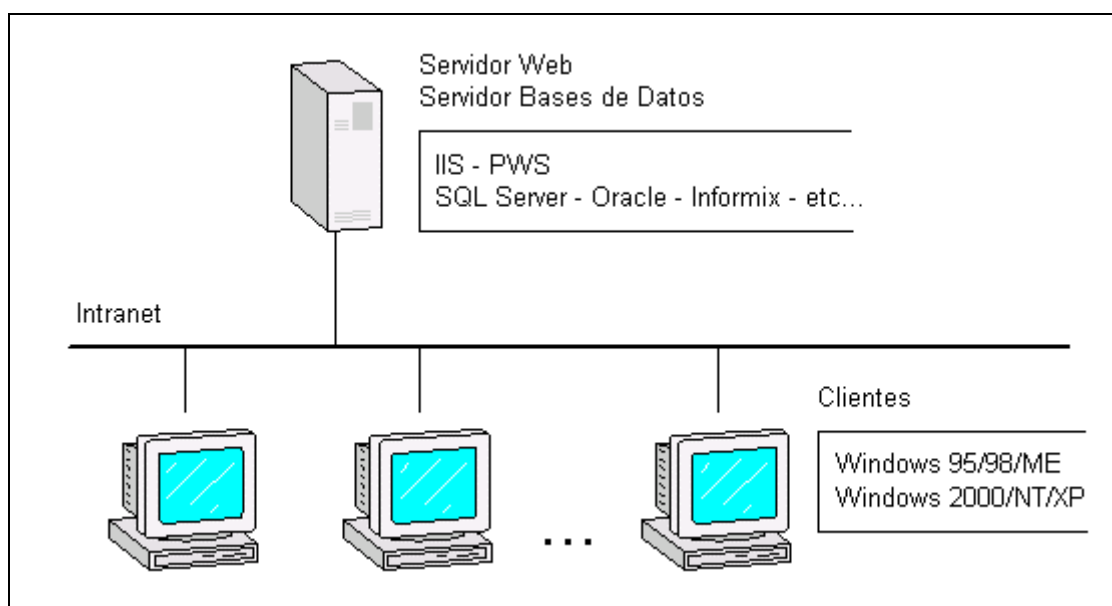 Servidor Web
Servidor Bases de Datos
IIS - PWS
SQL Server - Oracle - Informix - etc...
Intranet
Clientes
Windows 95/98/ME
Windows 2000/NT/XP
...